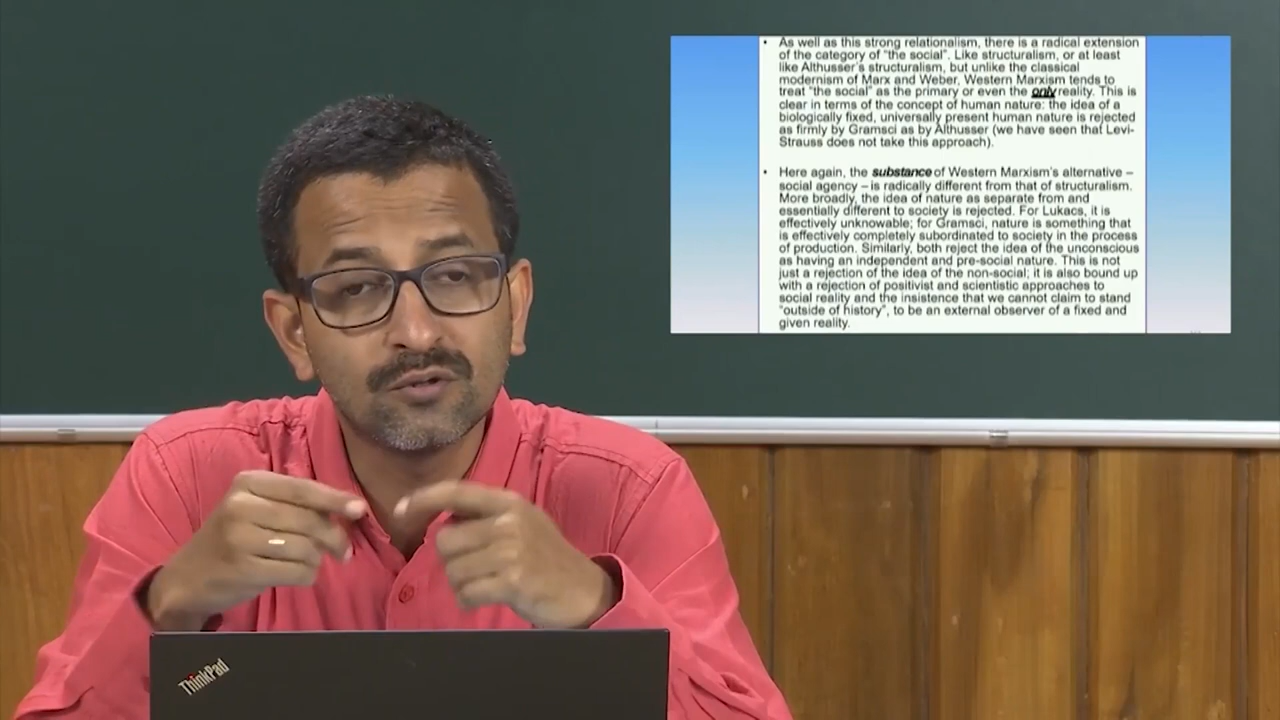 • As well as this strong relationalism, there is a radical extension
of the category of "the social". Like structuralism, or at least
like Althusser's structuralism, but unlike the classical
modernism of Marx and Weber, Western Marxism tends to
treat "the social" as the primary or even the only reality. This is
clear in terms of the concept of human nature: the idea of a
biologically fixed, universally present human nature is rejected
as firmly by Gramsci as by Althusser (we have seen that Levi-
Strauss does not take this approach).
• Here again, the substance of Western Marxism's alternative –
social agency – is radically different from that of structuralism.
More broadly, the idea of nature as separate from and
essentially different to society is rejected. For Lukacs, it is
effectively unknowable; for Gramsci, nature is something that
is effectively completely subordinated to society in the process
of production. Similarly, both reject the idea of the unconscious
as having an independent and pre-social nature. This is not
just a rejection of the idea of the non-social; it is also bound up
with a rejection of positivist and scientistic approaches to
social reality and the insistence that we cannot claim to stand
"outside of history", to be an external observer of a fixed and
given reality.
ThinkPad